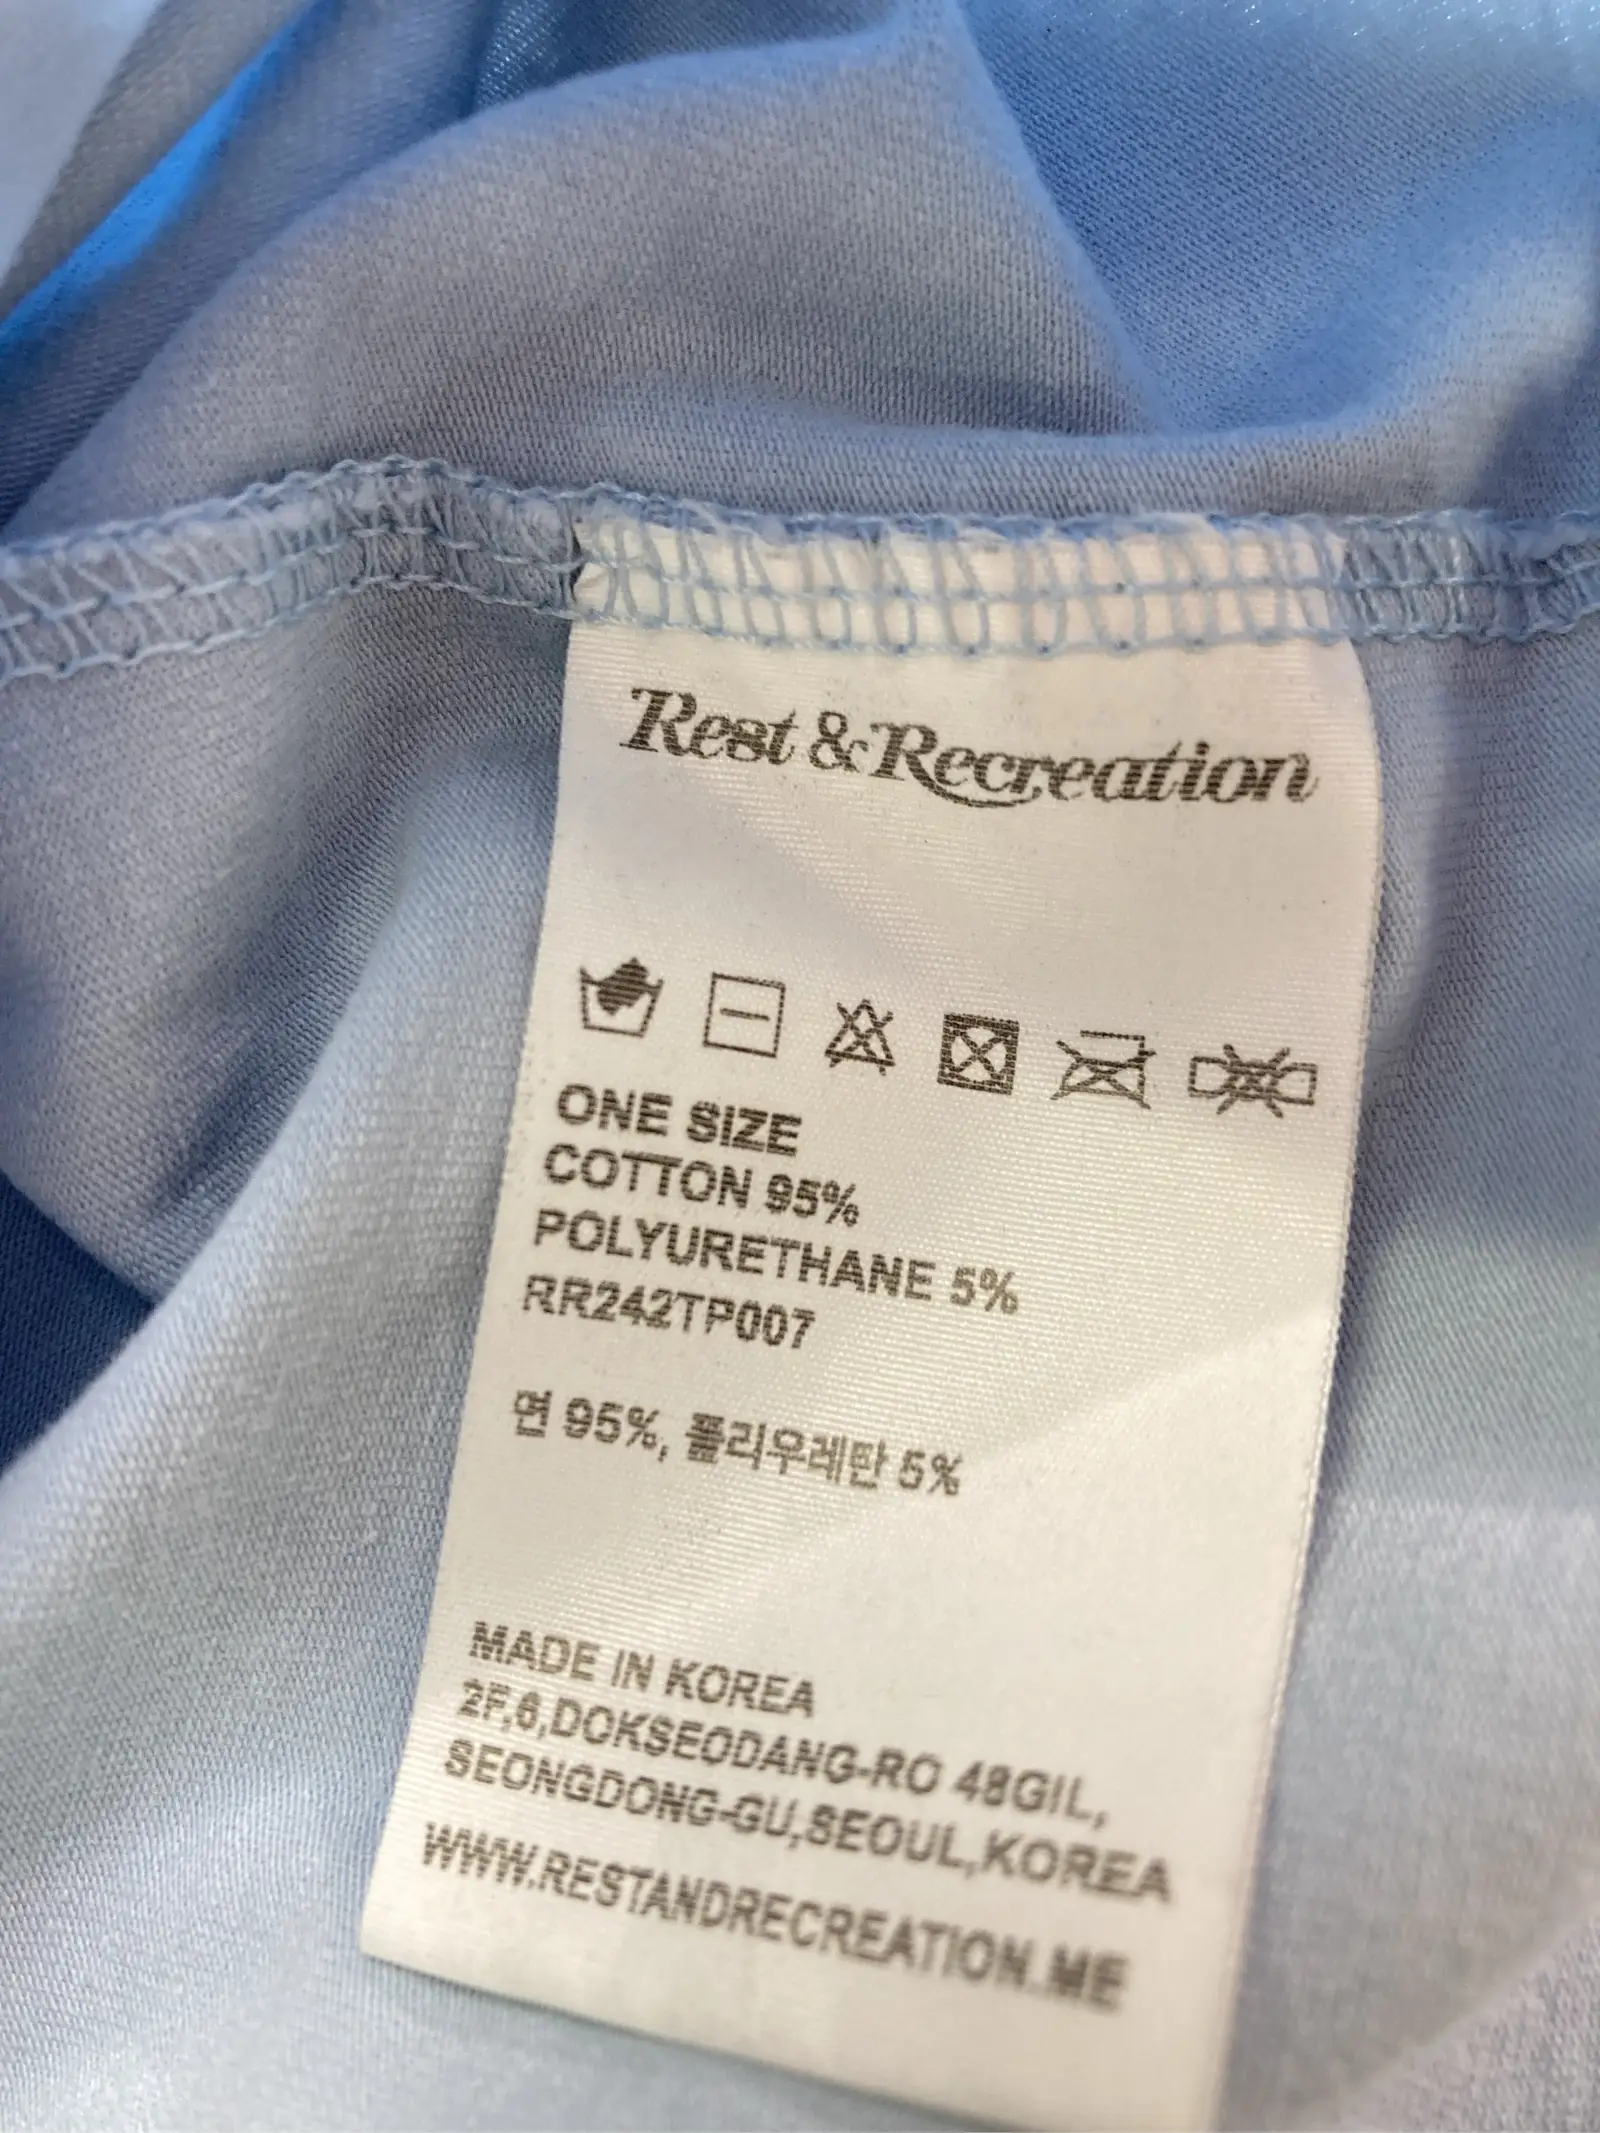 Rest & Recreation
ONE SIZE
COTTON 95%
POLYURETHANE 5%
RR242TP007
면 95%, 폴리우레탄 5%
MADE IN KOREA
2F,6,DOKSEODANG-RO 48GIL,
SEONGDONG-GU,SEOUL,KOREA
WWW.RESTANDRECREATION.ME